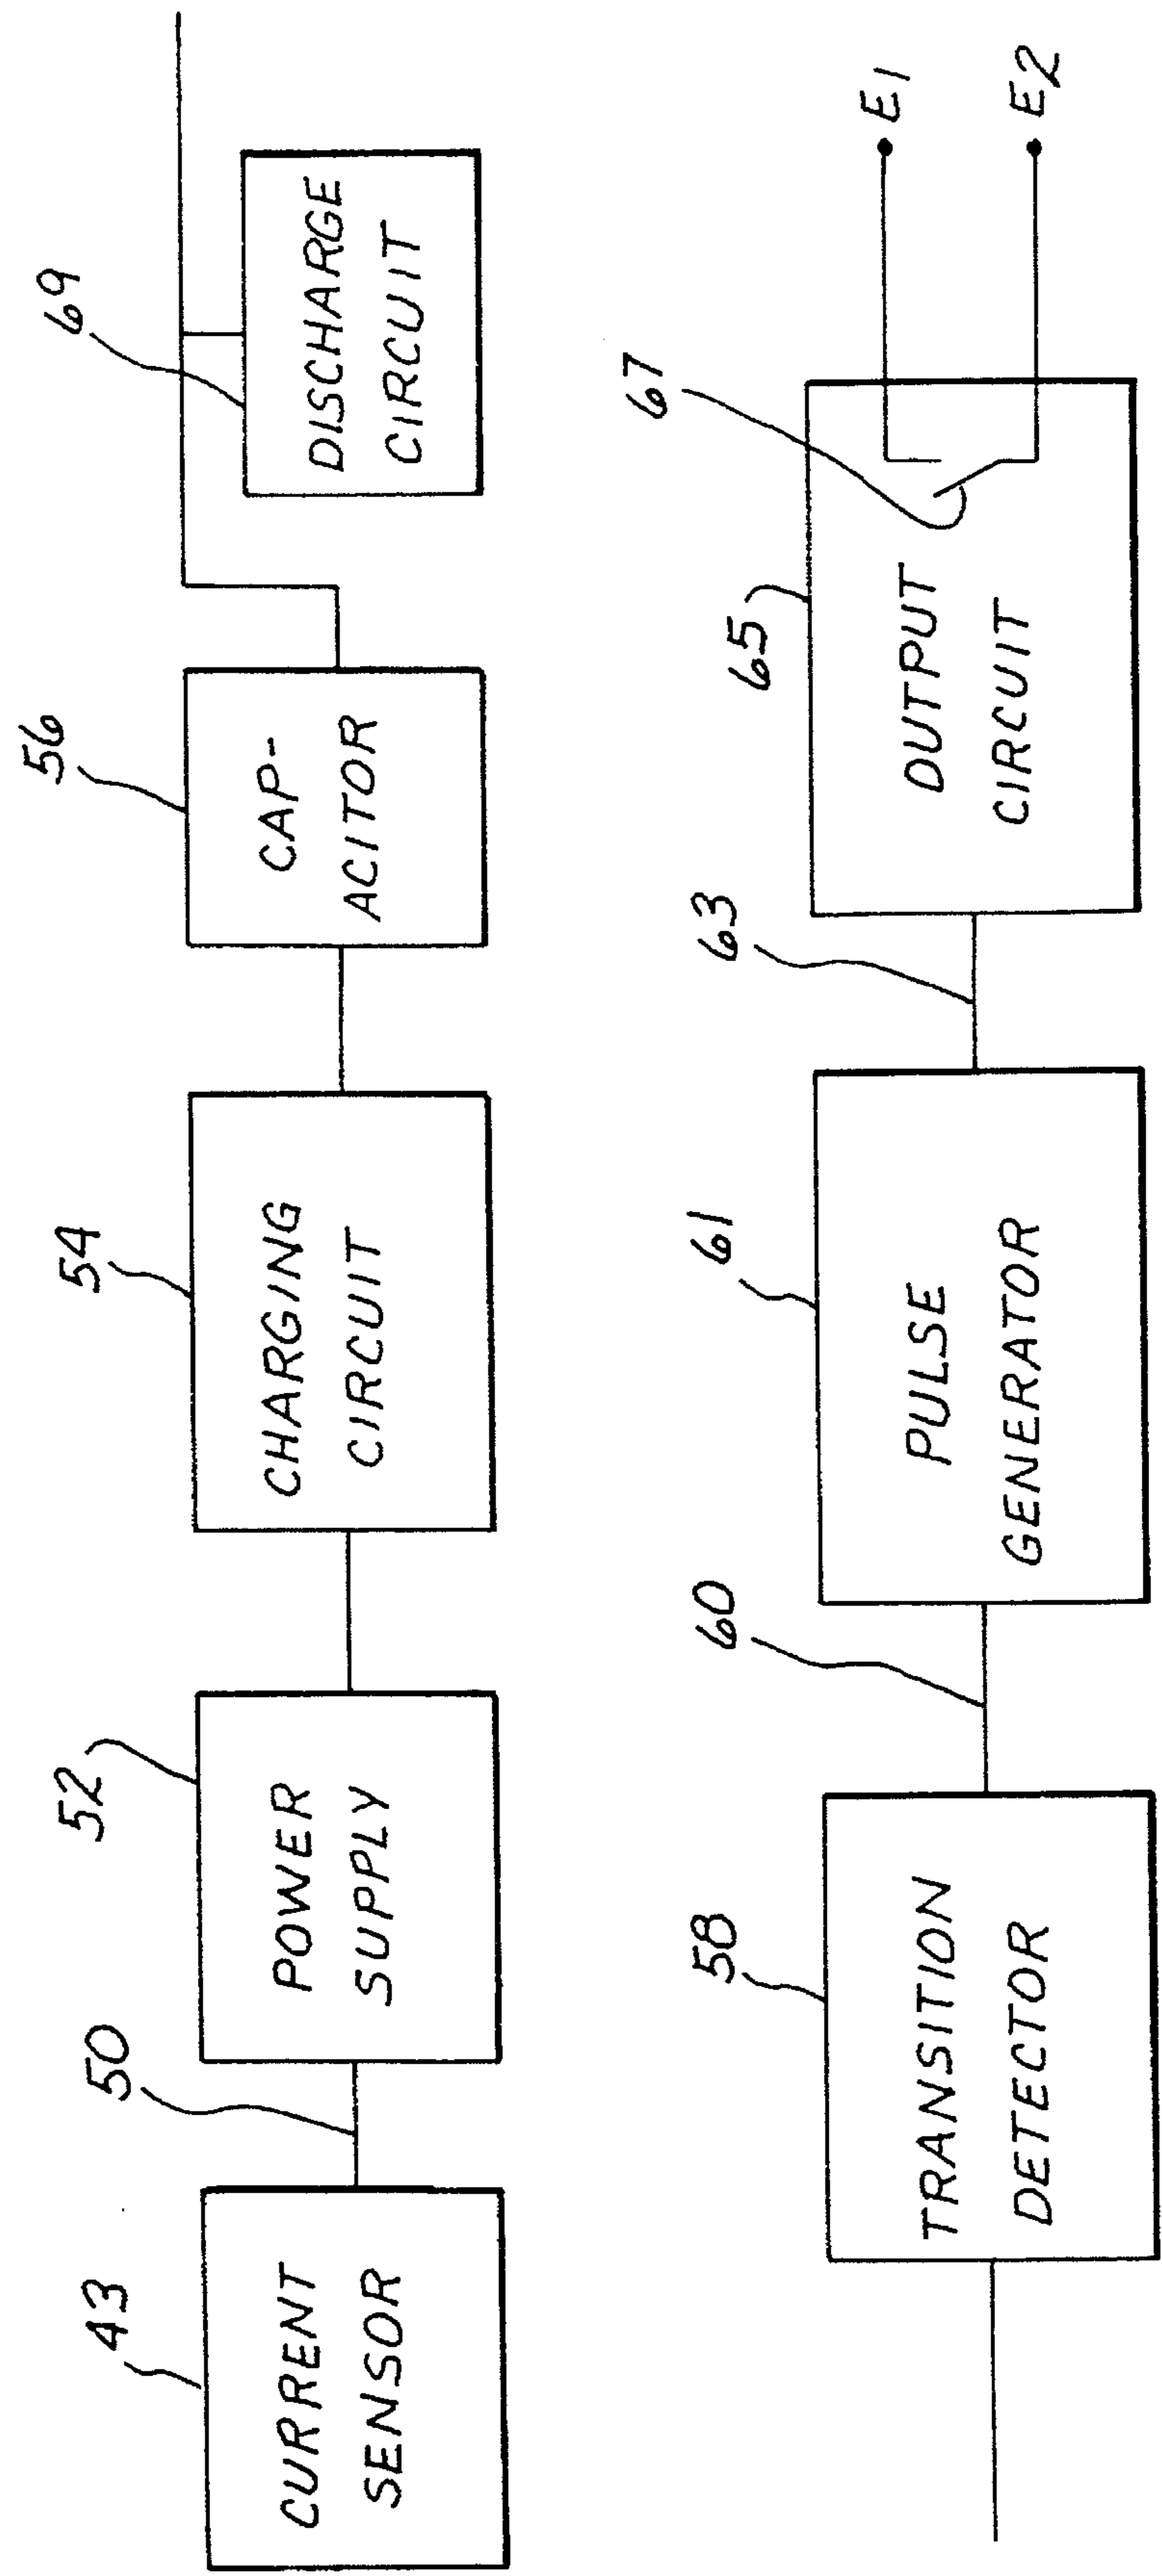 43
CURRENT
SENSOR
50
52
POWER
SUPPLY
54
CHARGING
CIRCUIT
56
CAP-
ACITOR
69
DISCHARGE
CIRCUIT
58
TRANSITION
DETECTOR
60
61
PULSE
GENERATOR
63
65
OUTPUT
CIRCUIT
67
E1
E2